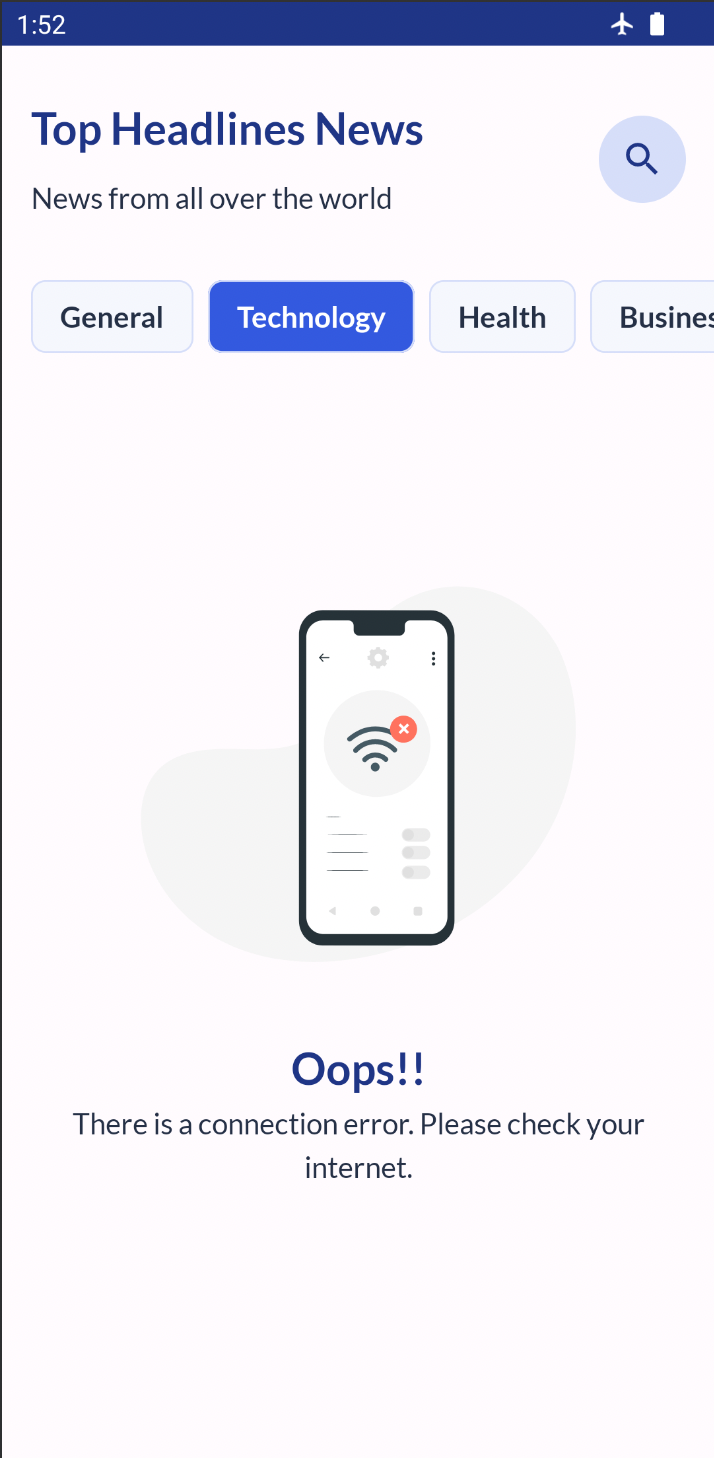 1:52
Top Headlines News
News from all over the world
General
Technology
Health
Busines
Oops!!
There is a connection error. Please check your
internet.